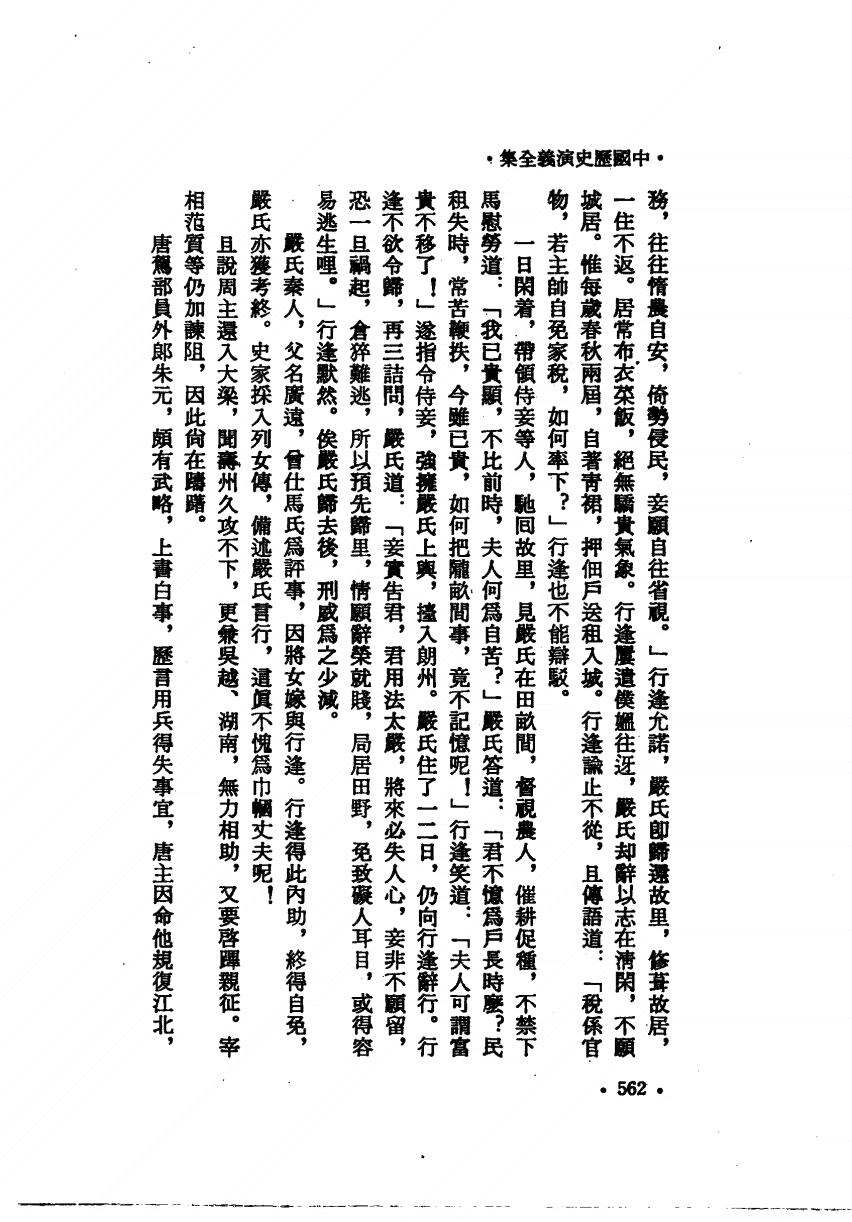 •中國歷史演義全集•
務，往往惰農自安，倚勢侵民，妾願自往省視。」行逢允諾，嚴氏卽歸還故里，修葺故居，
一住不返。居常布衣菜飯，絕無驕貴氣象。行逢屢遣僕媼往迓，嚴氏却辭以志在清閑，不願
城居。惟每歲春秋兩屆，自著青裙，押佃戶送租入城。行逢諭止不從，且傳語道：「稅係官
物，若主帥自免家稅，如何率下？」行逢也不能辯駁。
一日閑着，帶領侍妾等人，馳回故里，見嚴氏在田畝間，督視農人，催耕促種，不禁下
馬慰勞道：「我已貴顯，不比前時，夫人何爲自苦？」嚴氏答道：「君不憶爲戶長時麼？民
租失時，常苦鞭抶，今雖已貴，如何把隴畝間事，竟不記憶呢！」行逢笑道：「夫人可謂富
貴不移了！」遂指令侍妾，強擁嚴氏上輿，擡入朗州。嚴氏住了一二日，仍向行逢辭行。行
逢不欲令歸，再三詰問，嚴氏道：「妾實告君，君用法太嚴，將來必失人心，妾非不願留，
恐一旦禍起，倉猝難逃，所以預先歸里，情願辭榮就賤，局居田野，免致礙人耳目，或得容
易逃生哩。」行逢默然。俟嚴氏歸去後，刑威爲之少減。
嚴氏秦人，父名廣遠，曾仕馬氏爲評事，因將女嫁與行逢。行逢得此內助，終得自免，
嚴氏亦獲考終。史家採入列女傳，備述嚴氏言行，這眞不愧爲巾幗丈夫呢！
且說周主還入大梁，聞壽州久攻不下，更兼吳越、湖南，無力相助，又要啓蹕親征。宰
相范質等仍加諫阻，因此尙在躊躇。
唐駕部員外郎朱元，頗有武略，上書白事，歷言用兵得失事宜，唐主因命他規復江北，
•562•